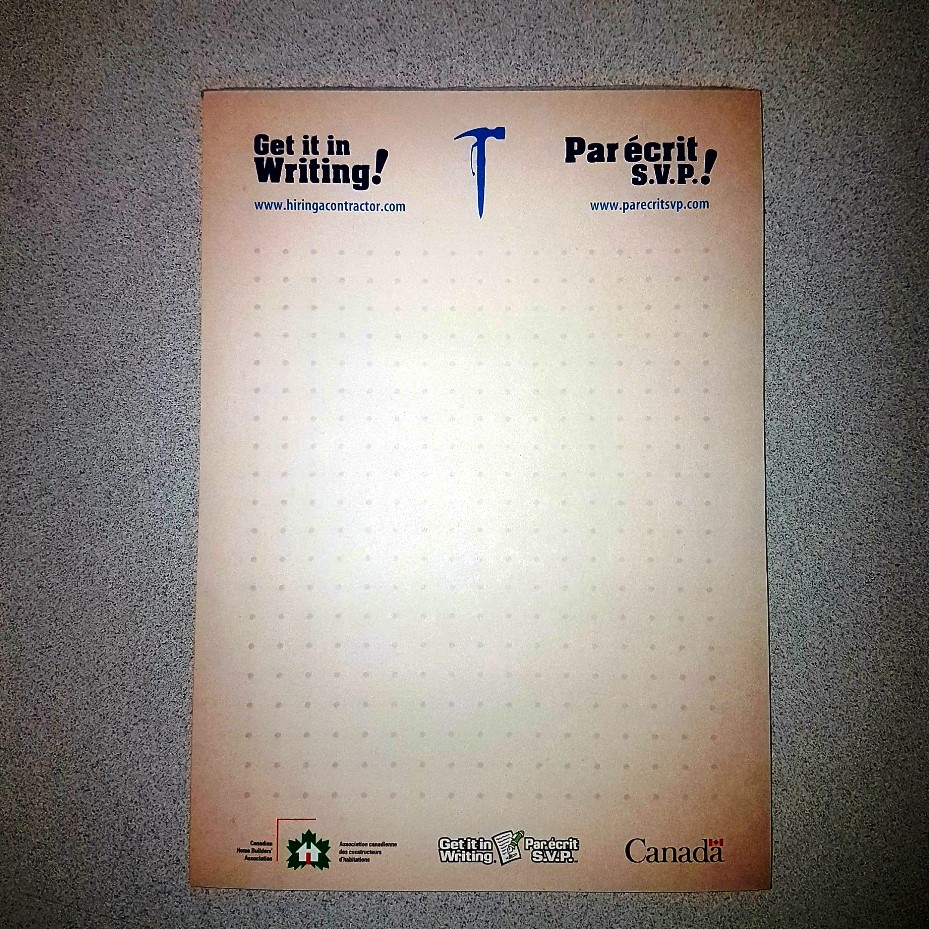 Get it in
Writing!
www.hiringacontractor.com
Par écrit
S.V.P.!
www.parecritsvp.com
Canadian
Home Builders'
Association
H
Association canadienne
des constructeurs
d'habitations
Get it in
Writing.
Par écrit
S.V.P.
Canada